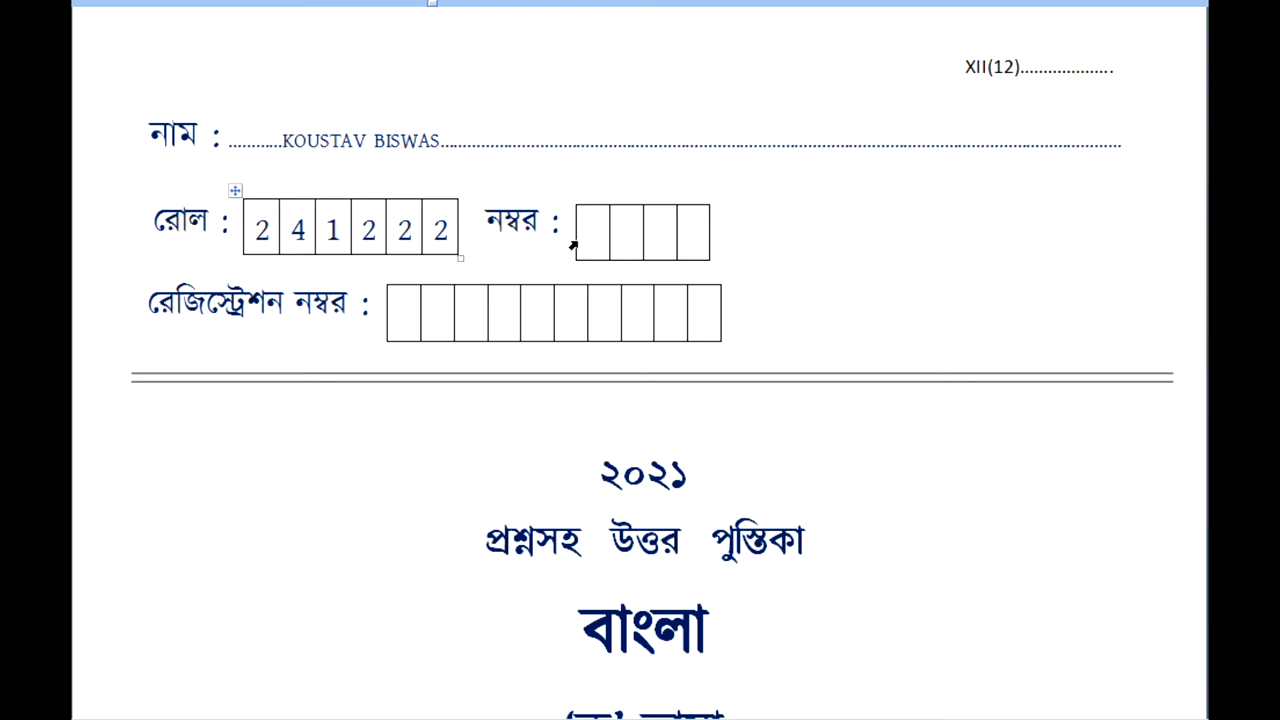 XII(12)....................
নাম : ............KOUSTAV BISWAS....................................................................................................
রোল : 2 4 1 2 2 2 নম্বর :
রেজিস্ট্রেশন নম্বর :
২০২১
প্রশ্নসহ উত্তর পুস্তিকা
বাংলা